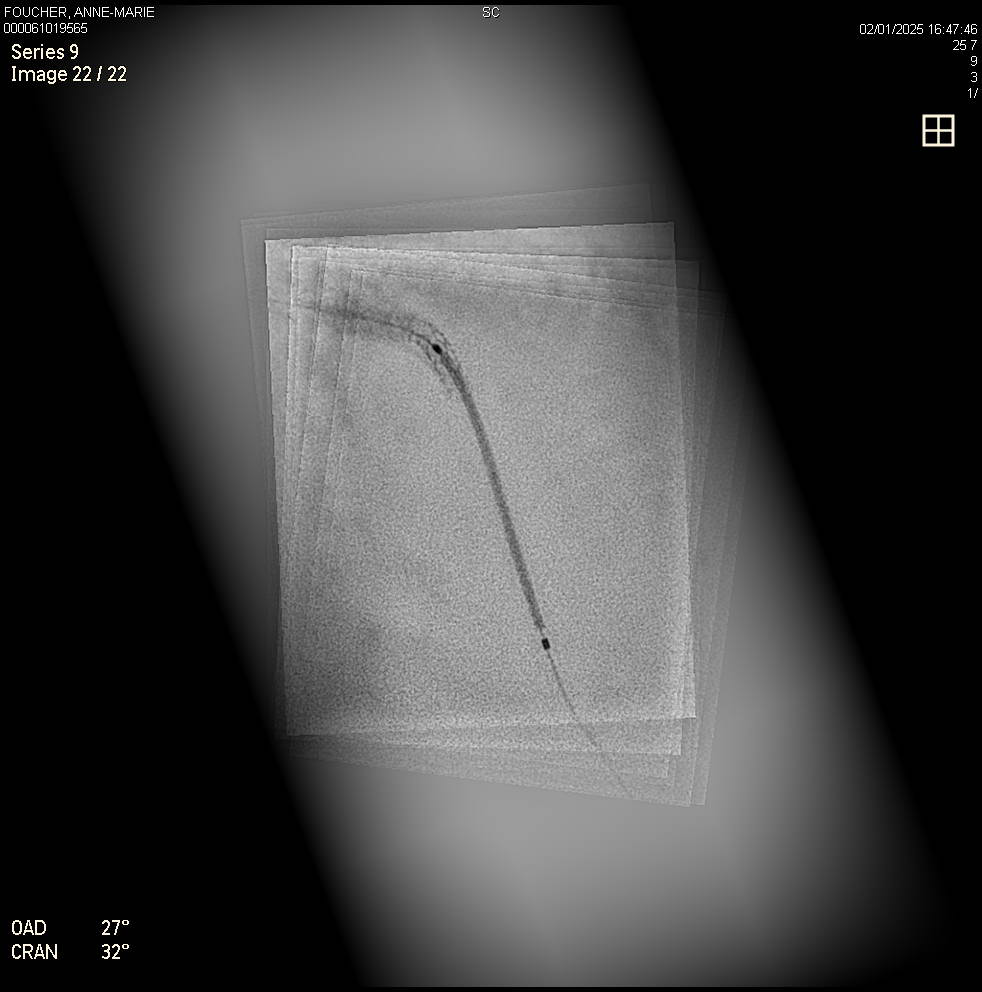 FOUCHER, ANNE-MARIE
000061019565
Series 9
Image 22 / 22
SC
02/01/2025 16:47:46
25 7
9
3
1/
OAD 27°
CRAN 32°